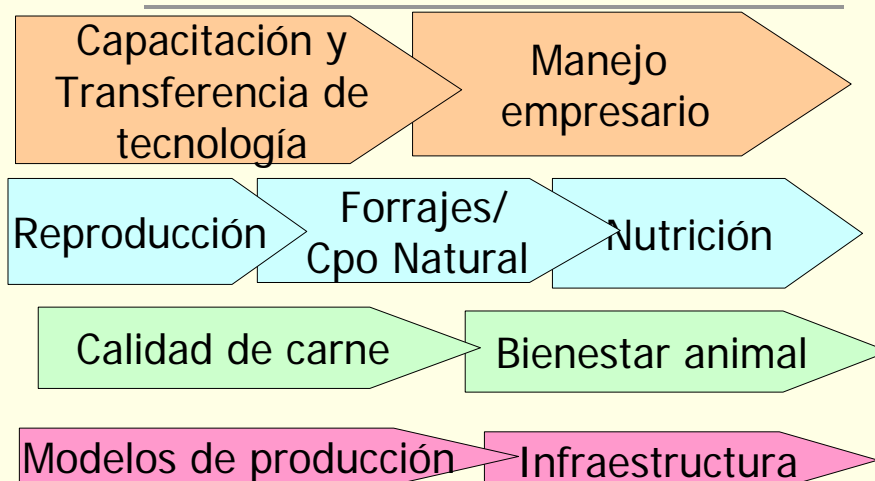 Capacitación y
Transferencia de
tecnología
Manejo
empresario
Reproducción
Forrajes/
Cpo Natural
Nutrición
Calidad de carne
Bienestar animal
Modelos de producción
Infraestructura